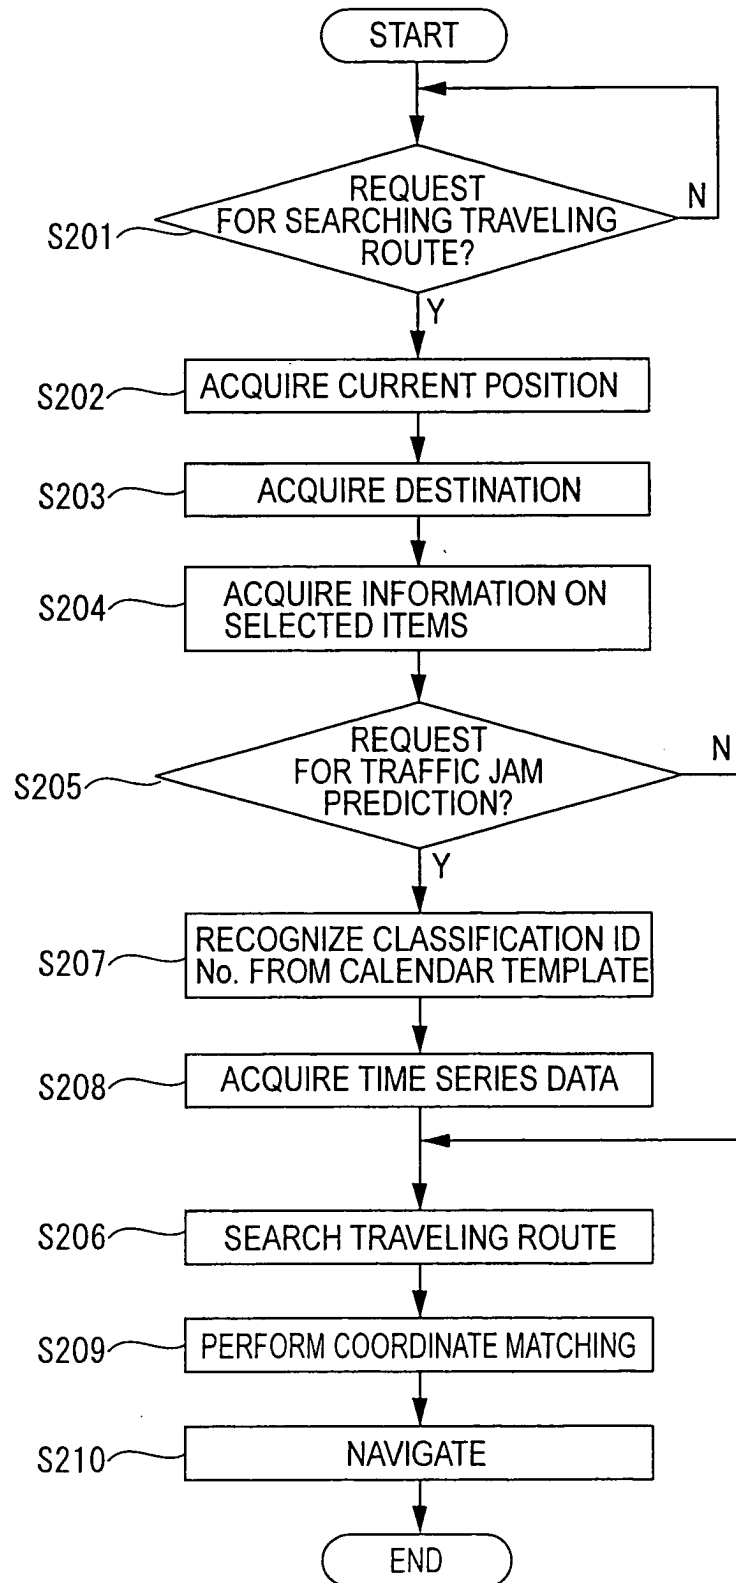 START
REQUEST
FOR SEARCHING TRAVELING
ROUTE?
N
S201
Y
S202
ACQUIRE CURRENT POSITION
S203
ACQUIRE DESTINATION
S204
ACQUIRE INFORMATION ON
SELECTED ITEMS
REQUEST
FOR TRAFFIC JAM
PREDICTION?
N
S205
Y
S207
RECOGNIZE CLASSIFICATION ID
No. FROM CALENDAR TEMPLATE
S208
ACQUIRE TIME SERIES DATA
S206
SEARCH TRAVELING ROUTE
S209
PERFORM COORDINATE MATCHING
S210
NAVIGATE
END